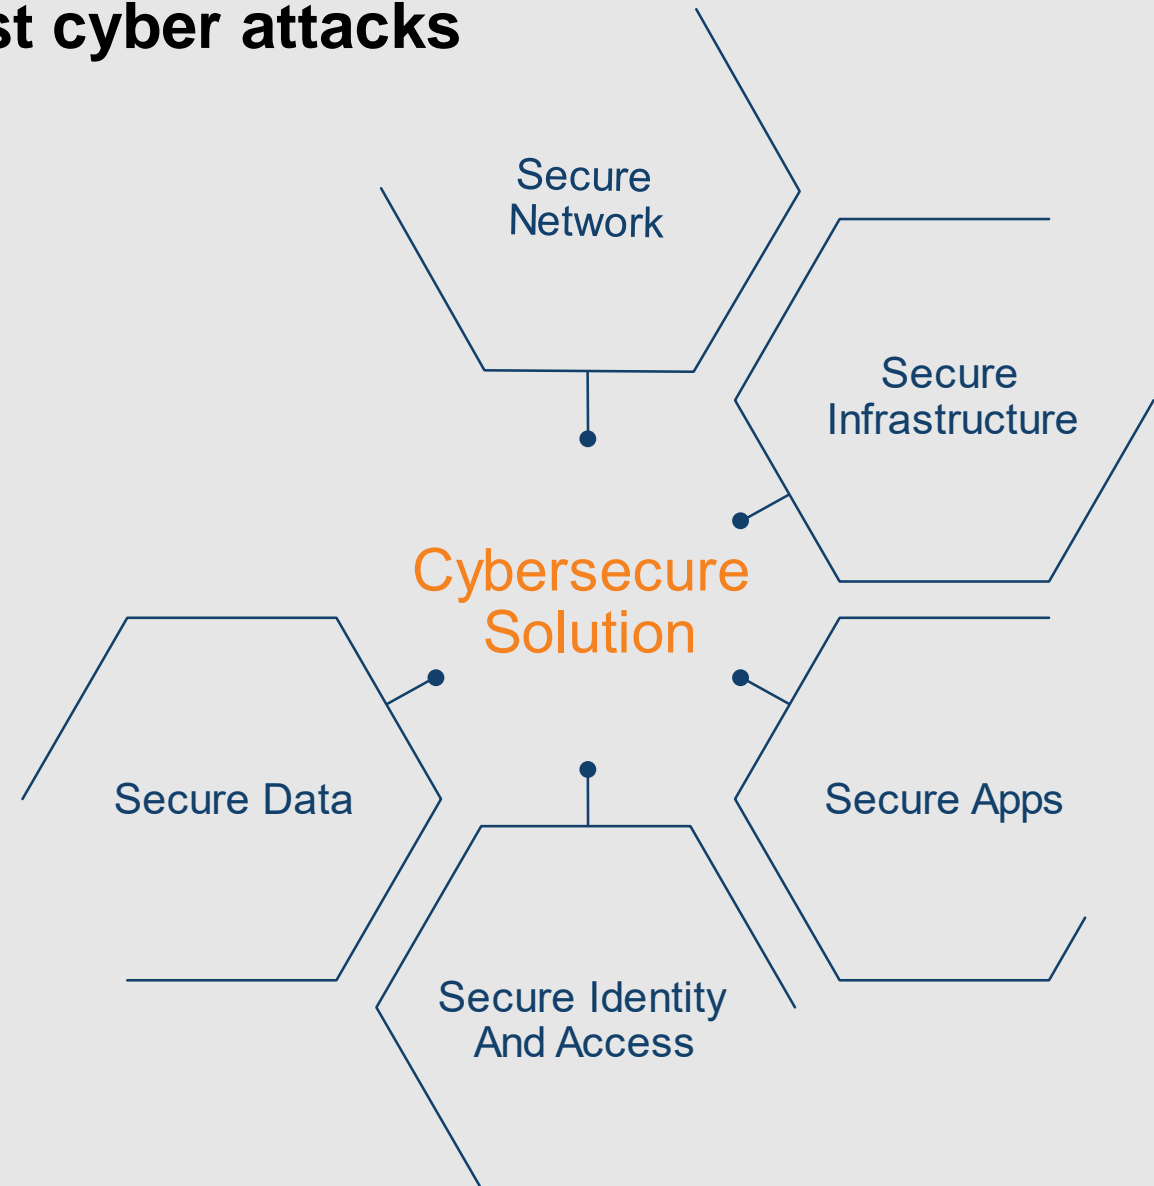 st cyber attacks
Secure
Network
Secure
Infrastructure
Cybersecure
Solution
Secure Data
Secure Apps
Secure Identity
And Access